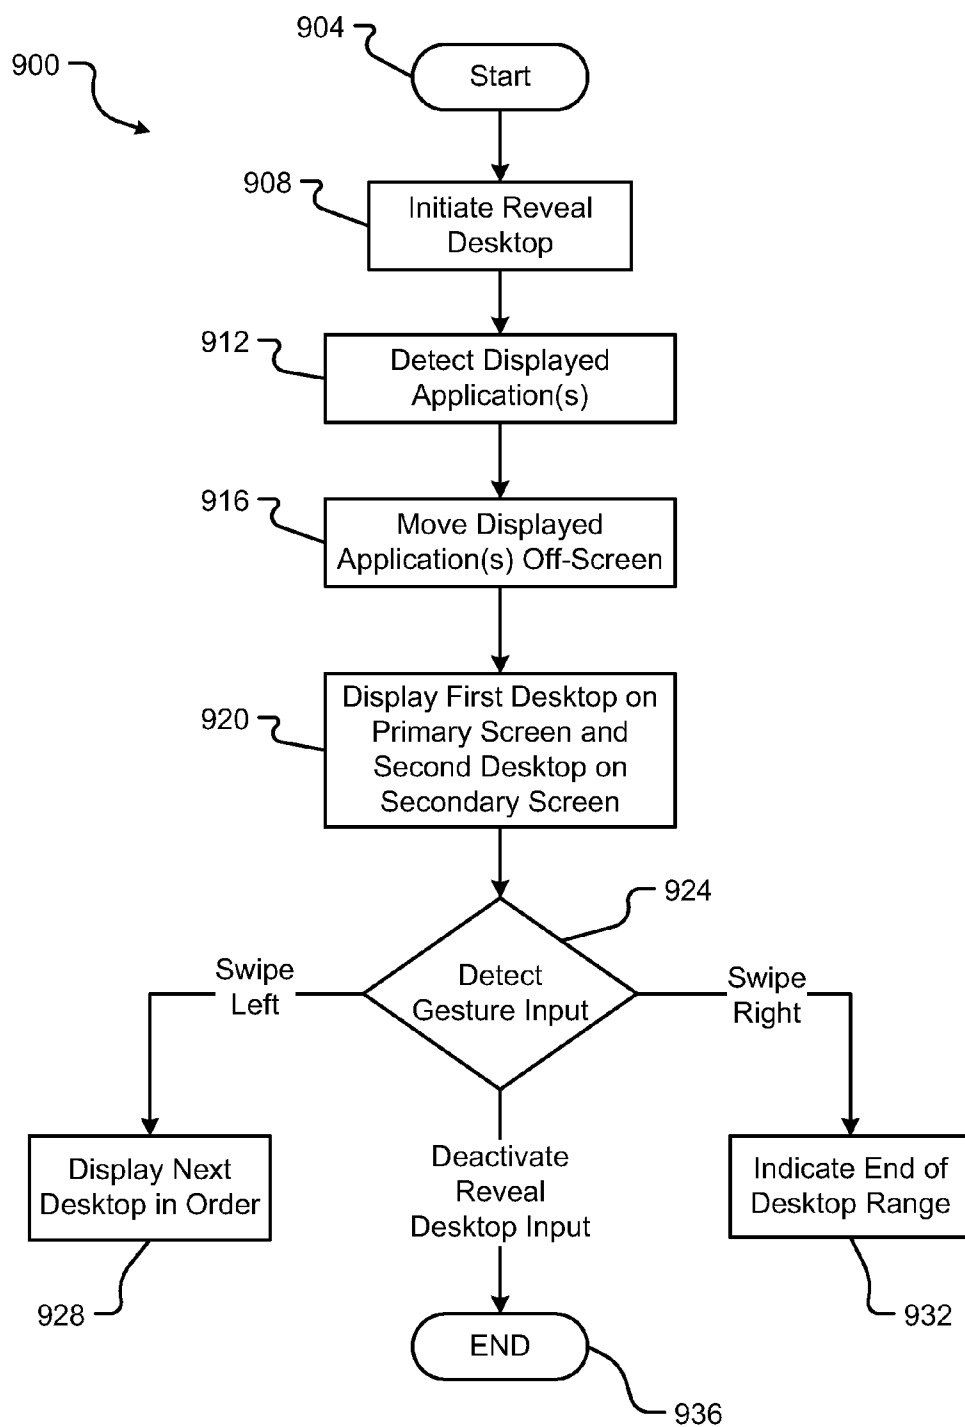 904
900
Start
908
Initiate Reveal
Desktop
912
Detect Displayed
Application(s)
916
Move Displayed
Application(s) Off-Screen
920
Display First Desktop on
Primary Screen and
Second Desktop on
Secondary Screen
924
Detect
Gesture Input
Swipe
Left
Swipe
Right
Display Next
Desktop in Order
928
Deactivate
Reveal
Desktop Input
Indicate End of
Desktop Range
932
END
936